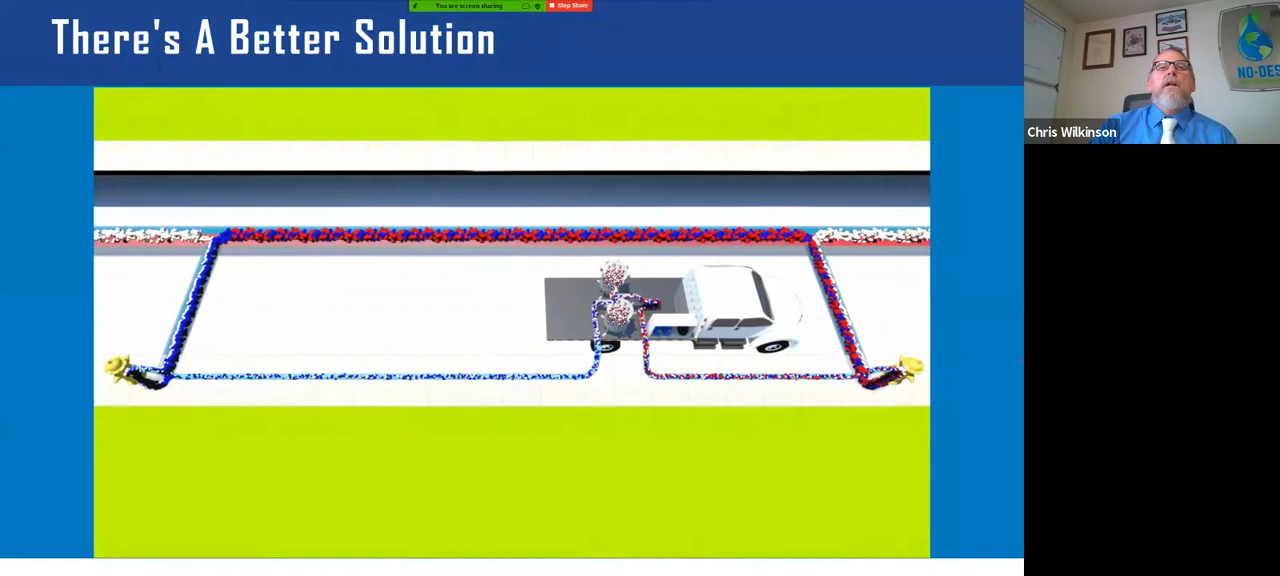 You are screen sharing
Stop Share
There's A Better Solution
NO-DES
Chris Wilkinson